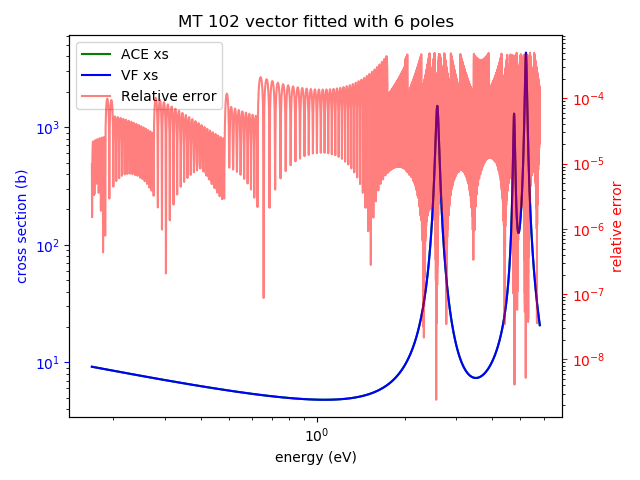 MT 102 vector fitted with 6 poles
ACE xs
VF xs
Relative error
cross section (b)
10³
10²
10¹
relative error
10⁻⁴
10⁻⁵
10⁻⁶
10⁻⁷
10⁻⁸
10⁰
energy (eV)